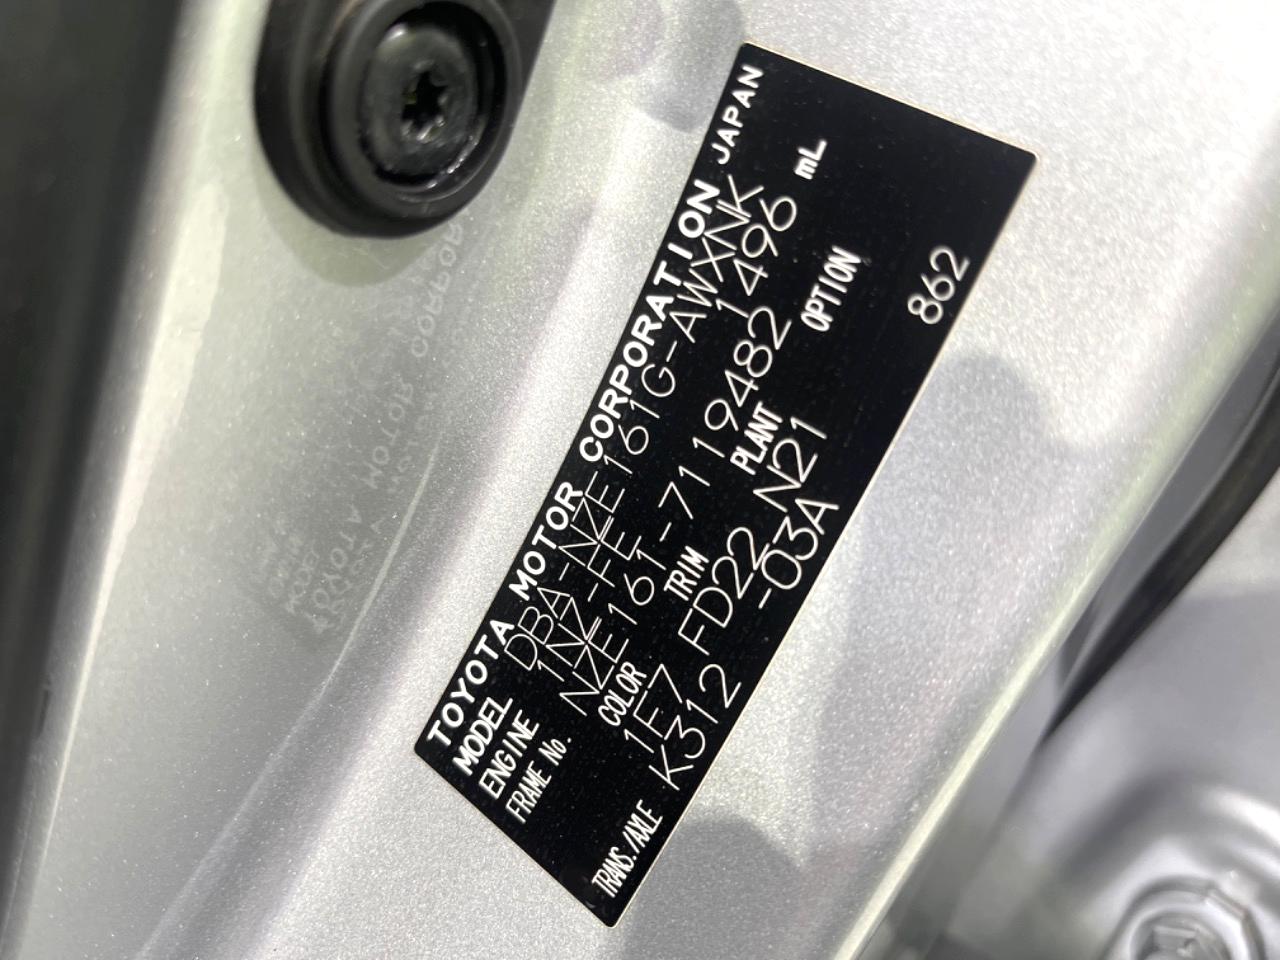 TOYOTA MOTOR CORPORATION JAPAN
MODEL DBA-NZE161G-AWXNK
ENGINE 1NZ-FE 1496 mL
FRAME No. NZE161-7119482
COLOR TRIM PLANT OPTION
1F7 FD22 N21
TRANS./AXLE K312 -03A 862